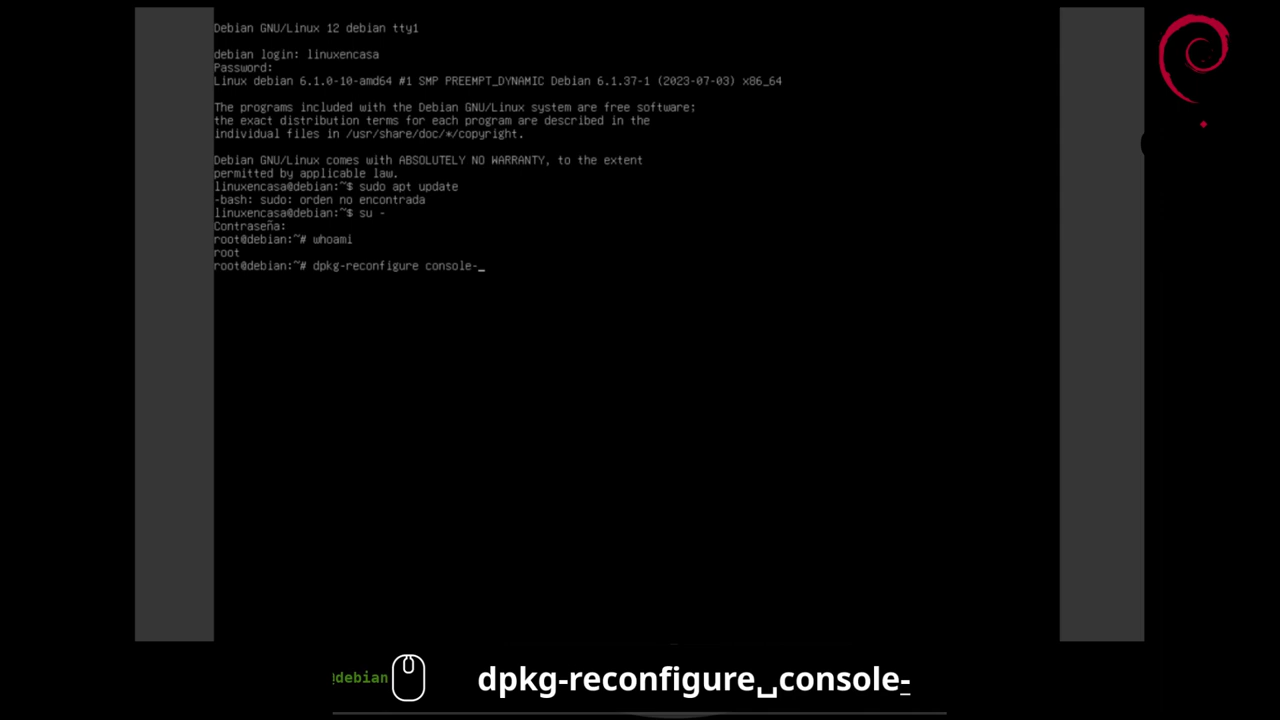 Debian GNU/Linux 12 debian tty1
debian login: linuxencasa
Password:
Linux debian 6.1.0-10-amd64 #1 SMP PREEMPT_DYNAMIC Debian 6.1.37-1 (2023-07-03) x86_64
The programs included with the Debian GNU/Linux system are free software;
the exact distribution terms for each program are described in the
individual files in /usr/share/doc/*/copyright.
Debian GNU/Linux comes with ABSOLUTELY NO WARRANTY, to the extent
permitted by applicable law.
linuxencasa@debian:~$ sudo apt update
-bash: sudo: orden no encontrada
linuxencasa@debian:~$ su -
Contraseña:
root@debian:~# whoami
root
root@debian:~# dpkg-reconfigure console-_
@debian
dpkg-reconfigure␣console-